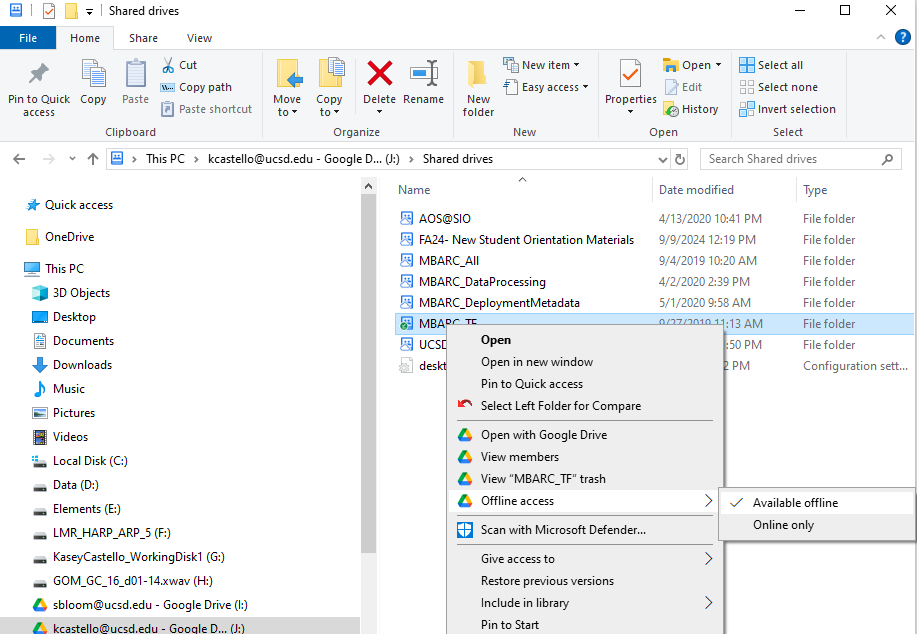 Shared drives
File Home Share View
Pin to Quick access
Copy
Paste
Cut
Copy path
Paste shortcut
Clipboard
Move to
Copy to
Delete
Rename
Organize
New folder
New item
Easy access
New
Properties
Open
Edit
History
Open
Select all
Select none
Invert selection
Select
This PC > kcastello@ucsd.edu - Google D... (J:) > Shared drives
Search Shared drives
Quick access
OneDrive
This PC
3D Objects
Desktop
Documents
Downloads
Music
Pictures
Videos
Local Disk (C:)
Data (D:)
Elements (E:)
LMR_HARP_ARP_5 (F:)
KaseyCastello_WorkingDisk1 (G:)
GOM_GC_16_d01-14.xwav (H:)
sbloom@ucsd.edu - Google Drive (I:)
kcastello@ucsd.edu - Google D... (J:)
Name Date modified Type
AOS@SIO 4/13/2020 10:41 PM File folder
FA24- New Student Orientation Materials 9/9/2024 12:19 PM File folder
MBARC_All 9/4/2019 10:20 AM File folder
MBARC_DataProcessing 4/2/2020 2:39 PM File folder
MBARC_DeploymentMetadata 5/1/2020 9:58 AM File folder
MBARC_TF 9/27/2019 11:13 AM File folder
UCSD :50 PM File folder
deskt 2 PM Configuration sett...
Open
Open in new window
Pin to Quick access
Select Left Folder for Compare
Open with Google Drive
View members
View “MBARC_TF” trash
Offline access
Scan with Microsoft Defender...
Give access to
Restore previous versions
Include in library
Pin to Start
Available offline
Online only